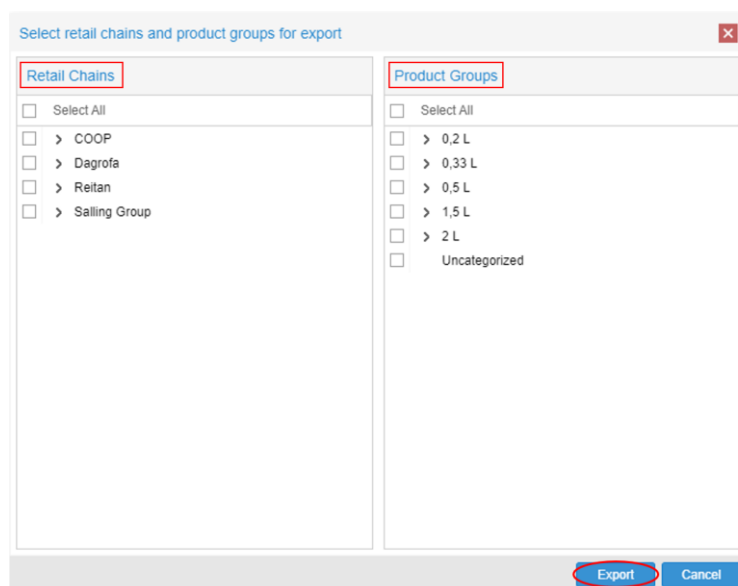 Select retail chains and product groups for export
Retail Chains
Select All
COOP
Dagrofa
Reitan
Salling Group
Product Groups
Select All
0,2 L
0,33 L
0,5 L
1,5 L
2 L
Uncategorized
Export
Cancel